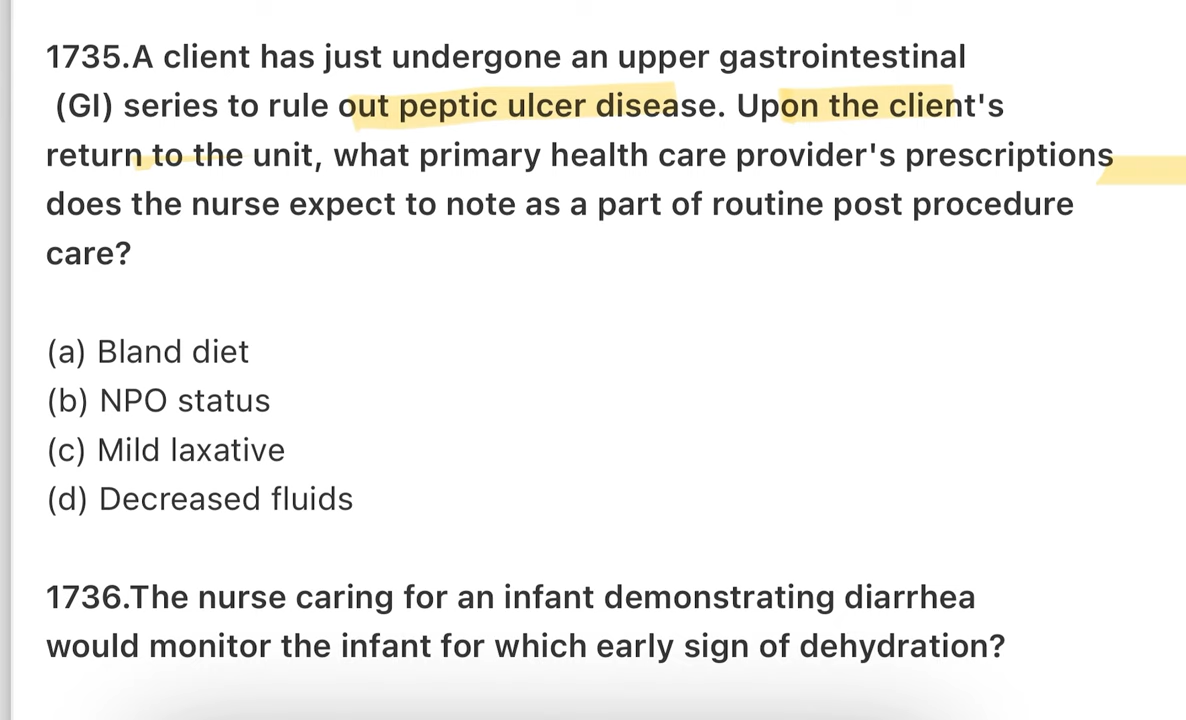 1735.A client has just undergone an upper gastrointestinal
(GI) series to rule out peptic ulcer disease. Upon the client's
return to the unit, what primary health care provider's prescriptions
does the nurse expect to note as a part of routine post procedure
care?
(a) Bland diet
(b) NPO status
(c) Mild laxative
(d) Decreased fluids
1736.The nurse caring for an infant demonstrating diarrhea
would monitor the infant for which early sign of dehydration?